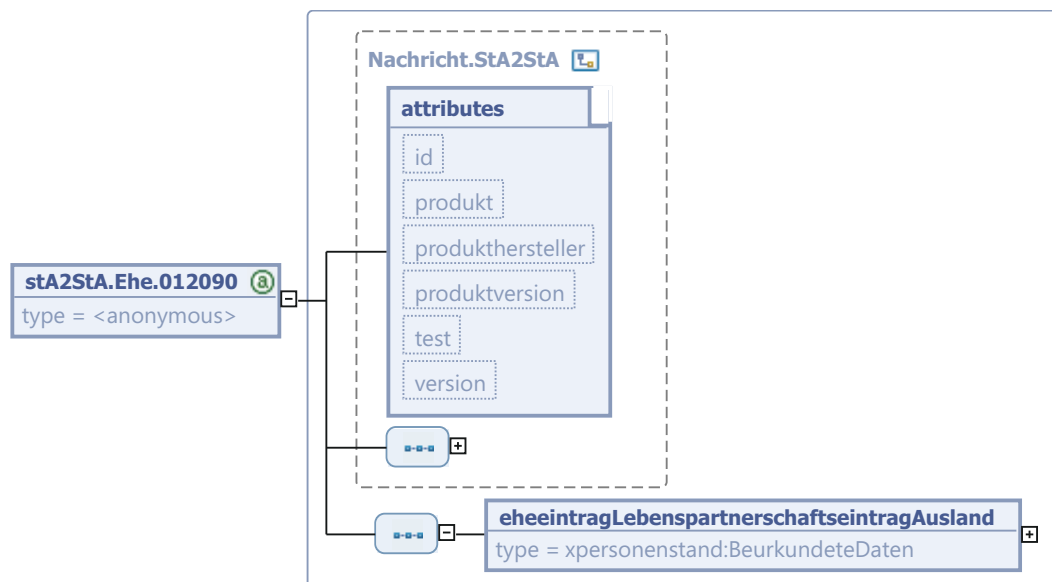 Nachricht.StA2StA
attributes
id
produkt
produkthersteller
produktversion
test
version
stA2StA.Ehe.012090 @
type = <anonymous>
eheeintragLebenspartnerschaftseintragAusland
type = xpersonenstand:BeurkundeteDaten